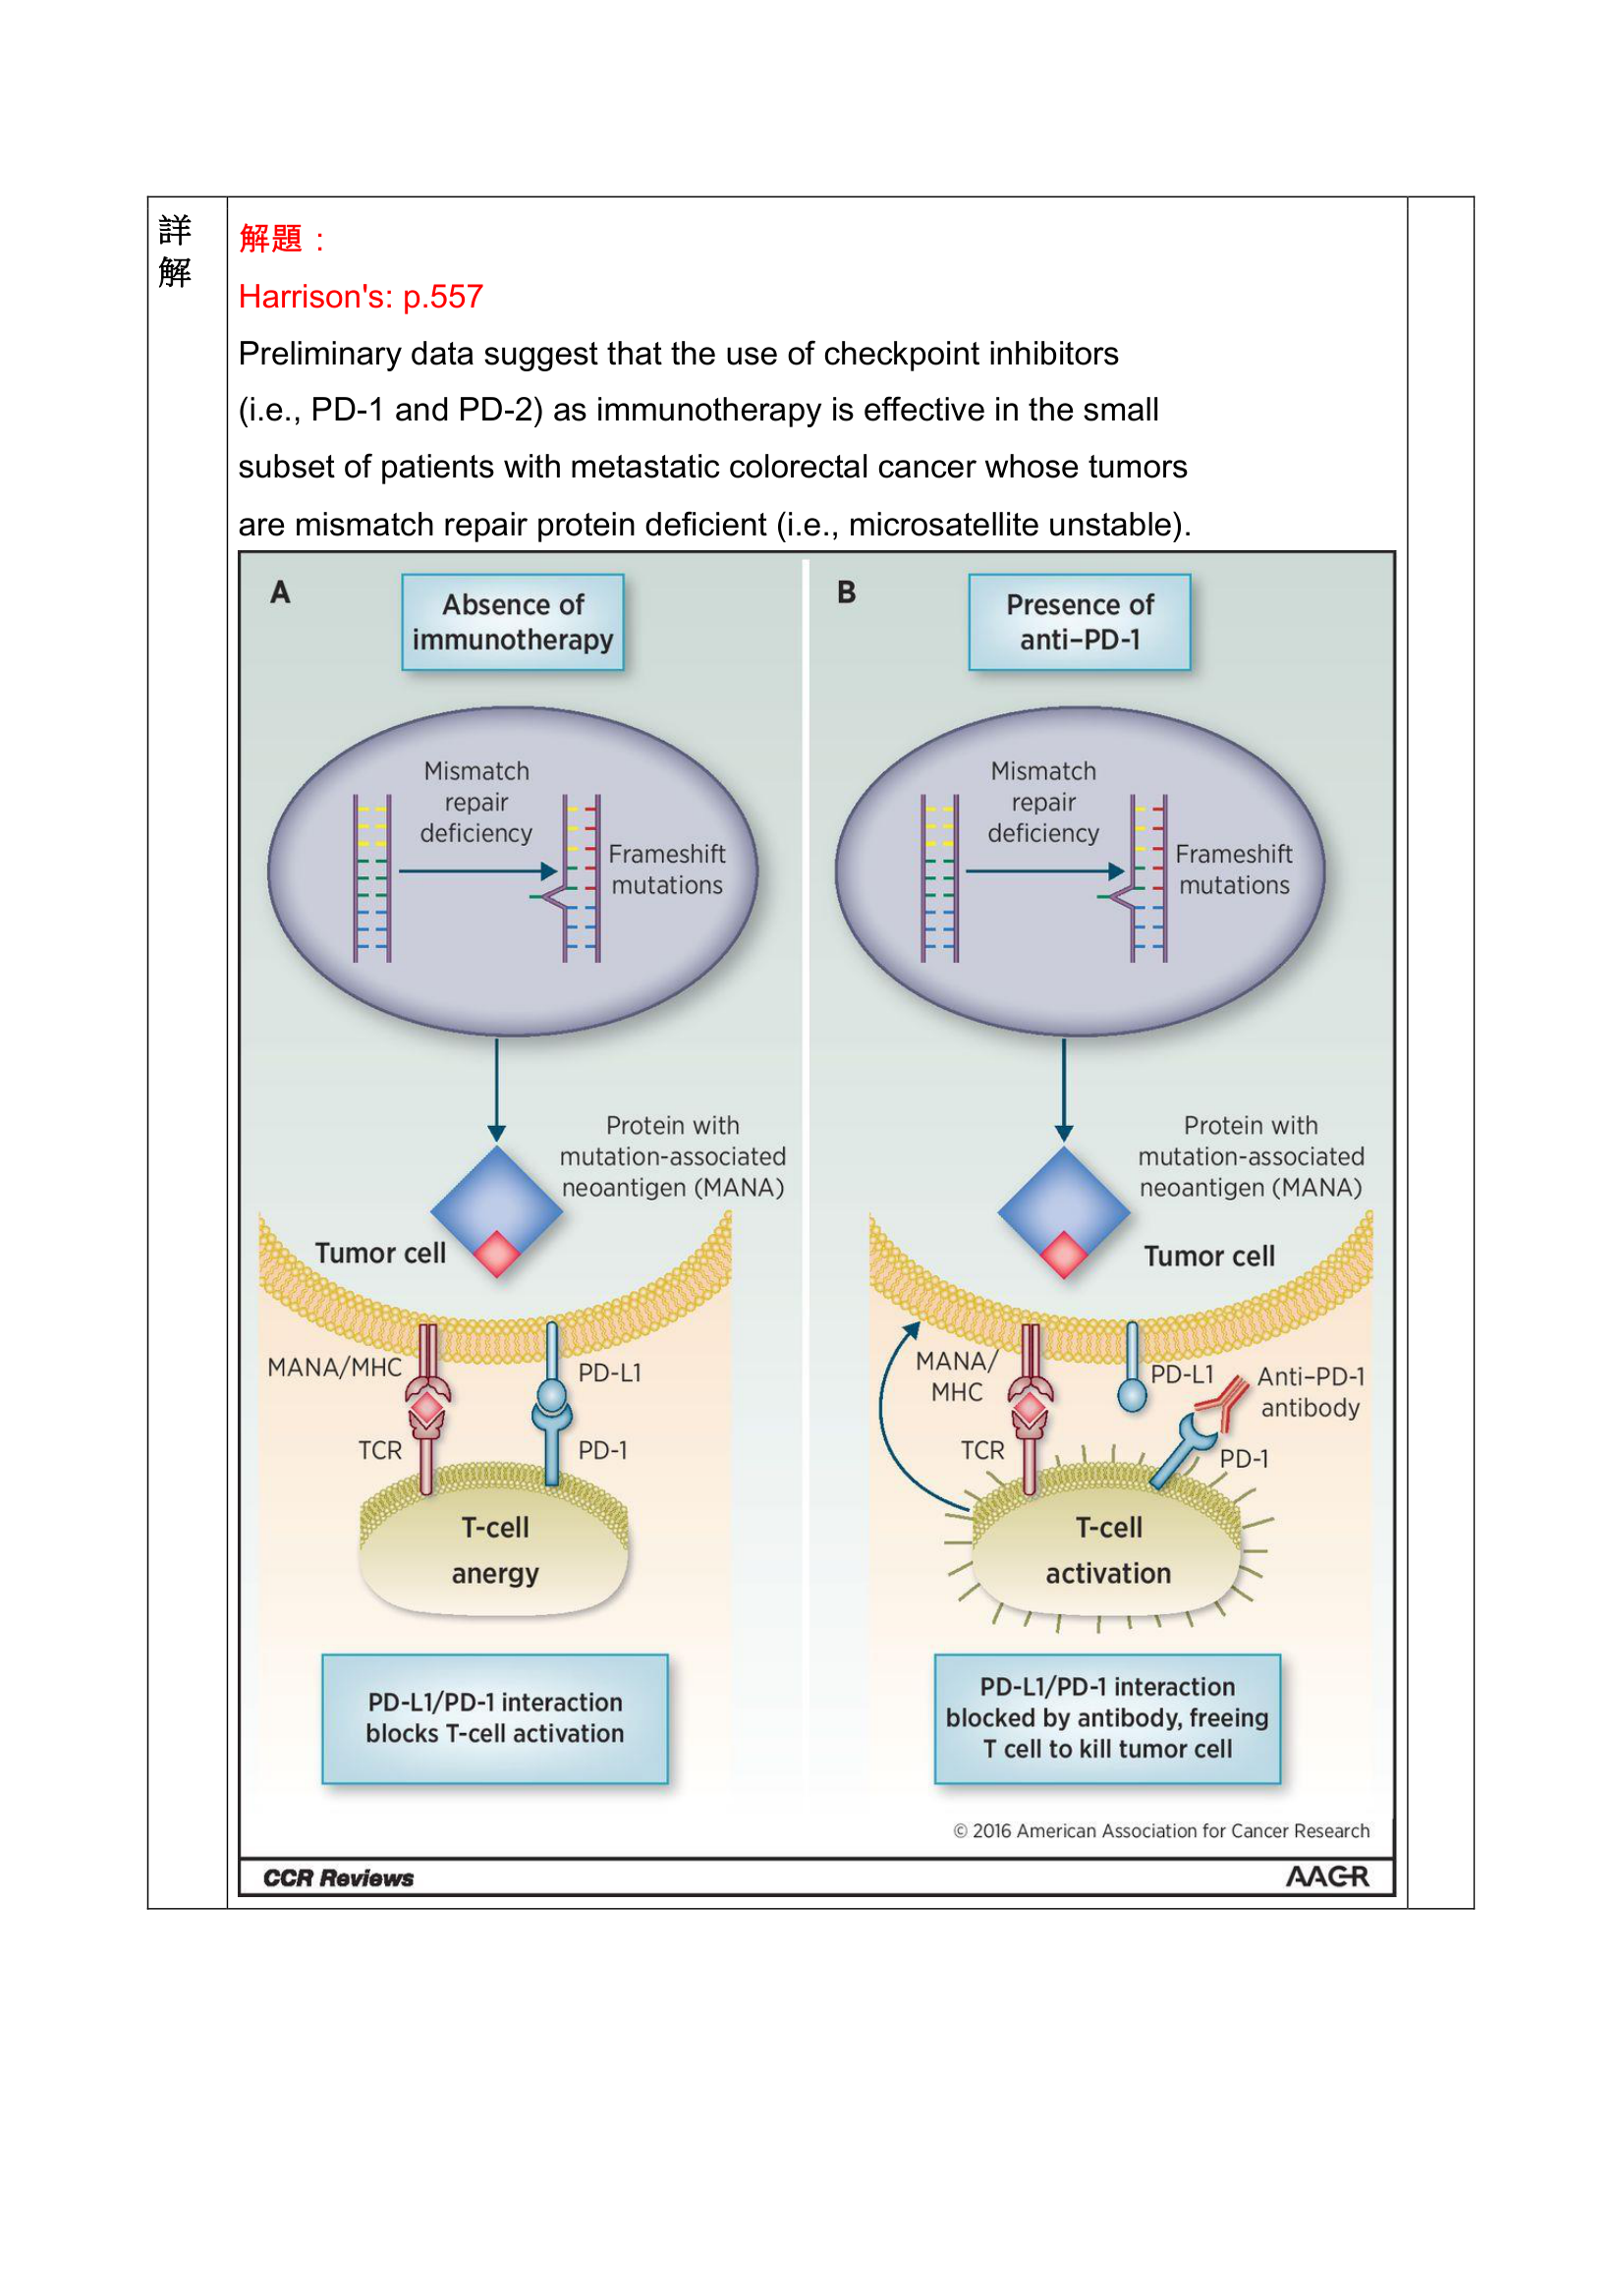 詳
解
解題：
Harrison's: p.557
Preliminary data suggest that the use of checkpoint inhibitors
(i.e., PD-1 and PD-2) as immunotherapy is effective in the small
subset of patients with metastatic colorectal cancer whose tumors
are mismatch repair protein deficient (i.e., microsatellite unstable).
A
Absence of
immunotherapy
Mismatch
repair
deficiency
Frameshift
mutations
Protein with
mutation-associated
neoantigen (MANA)
Tumor cell
MANA/MHC
PD-L1
TCR
PD-1
T-cell
anergy
PD-L1/PD-1 interaction
blocks T-cell activation
B
Presence of
anti–PD-1
Mismatch
repair
deficiency
Frameshift
mutations
Protein with
mutation-associated
neoantigen (MANA)
Tumor cell
MANA/
MHC
PD-L1
Anti–PD-1
antibody
TCR
PD-1
T-cell
activation
PD-L1/PD-1 interaction
blocked by antibody, freeing
T cell to kill tumor cell
© 2016 American Association for Cancer Research
CCR Reviews
AACR